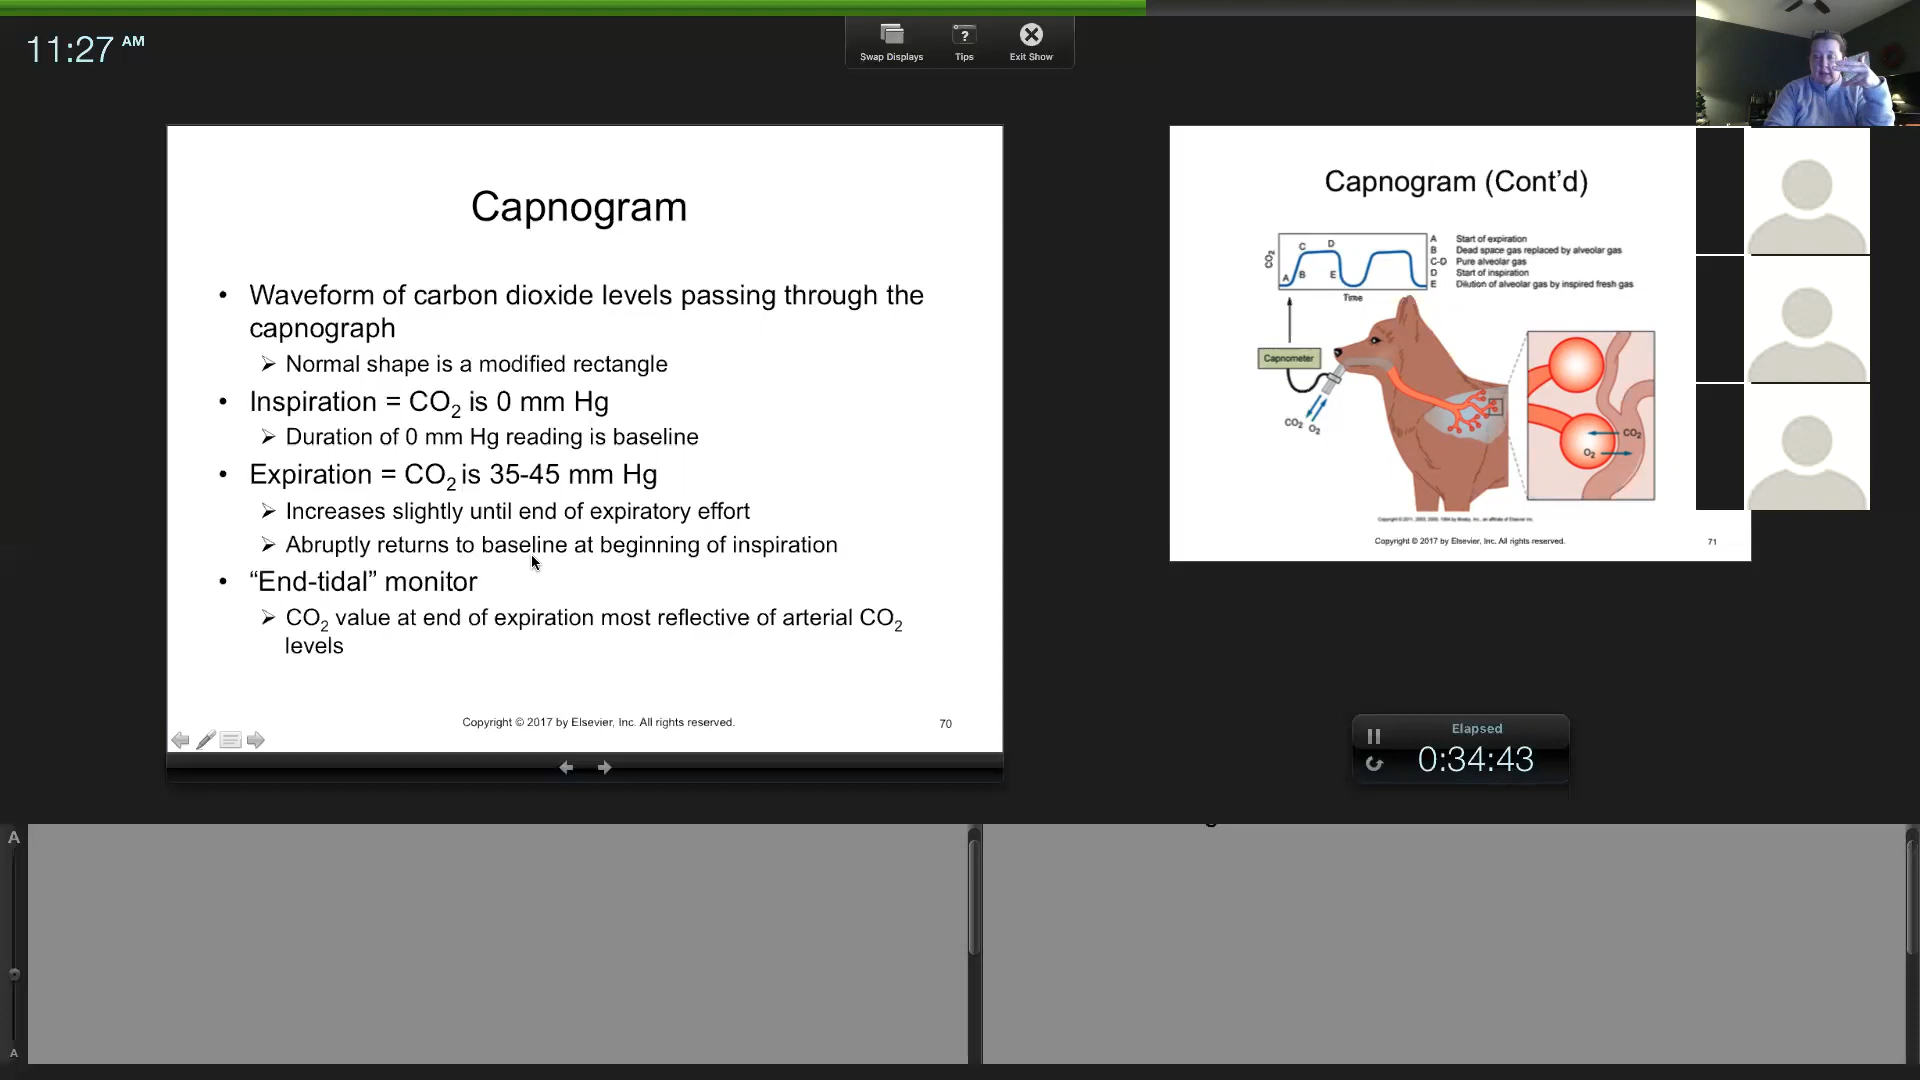 11:27 AM
Swap Displays
? Tips
Exit Show
Capnogram
• Waveform of carbon dioxide levels passing through the
capnograph
➢ Normal shape is a modified rectangle
• Inspiration = CO2 is 0 mm Hg
➢ Duration of 0 mm Hg reading is baseline
• Expiration = CO2 is 35-45 mm Hg
➢ Increases slightly until end of expiratory effort
➢ Abruptly returns to baseline at beginning of inspiration
• “End-tidal” monitor
➢ CO2 value at end of expiration most reflective of arterial CO2
levels
Copyright © 2017 by Elsevier, Inc. All rights reserved.
70
Capnogram (Cont’d)
CO2
A
B
C
D
E
Time
A Start of expiration
B Dead space gas replaced by alveolar gas
C-D Pure alveolar gas
D Start of inspiration
E Dilution of alveolar gas by inspired fresh gas
Capnometer
CO2 O2
CO2
O2
Copyright © 2017 by Elsevier, Inc. All rights reserved.
71
Elapsed
0:34:43
A
A